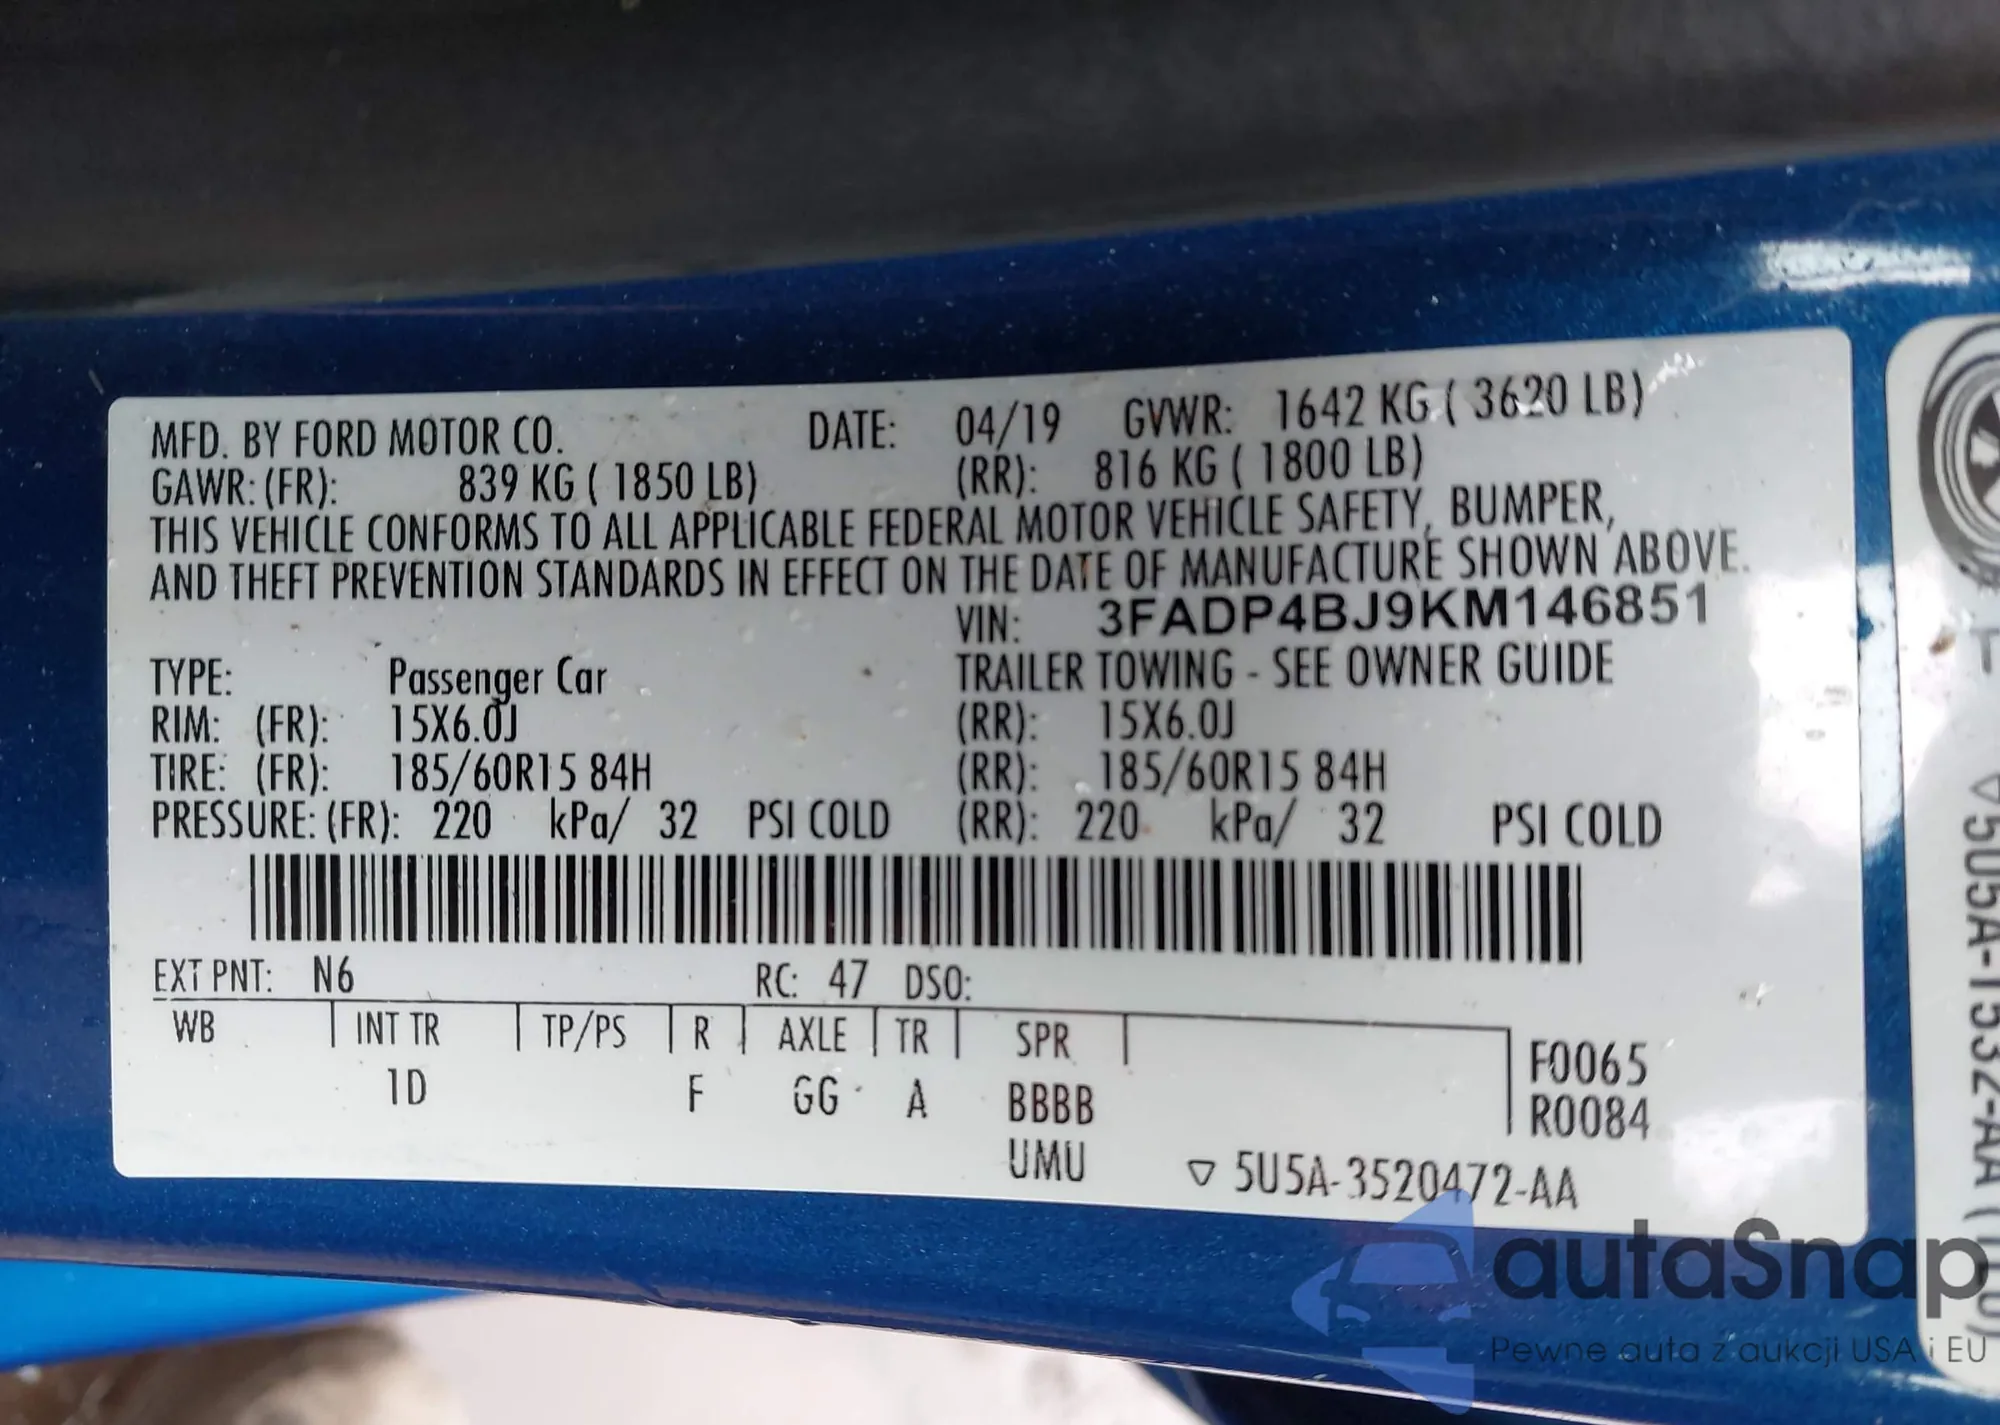 MFD. BY FORD MOTOR CO. DATE: 04/19 GVWR: 1642 KG ( 3620 LB)
GAWR: (FR): 839 KG ( 1850 LB) (RR): 816 KG ( 1800 LB)
THIS VEHICLE CONFORMS TO ALL APPLICABLE FEDERAL MOTOR VEHICLE SAFETY, BUMPER,
AND THEFT PREVENTION STANDARDS IN EFFECT ON THE DATE OF MANUFACTURE SHOWN ABOVE.
VIN: 3FADP4BJ9KM146851
TYPE: Passenger Car TRAILER TOWING - SEE OWNER GUIDE
RIM: (FR): 15X6.0J (RR): 15X6.0J
TIRE: (FR): 185/60R15 84H (RR): 185/60R15 84H
PRESSURE: (FR): 220 kPa/ 32 PSI COLD (RR): 220 kPa/ 32 PSI COLD
EXT PNT: N6 RC: 47 DSO:
WB INT TR TP/PS R AXLE TR SPR
1D F GG A BBBB
UMU
F0065
R0084
▽ 5U5A-3520472-AA
▽5U5A-1532-AA
autaSnap
Pewne auta z aukcji USA i EU